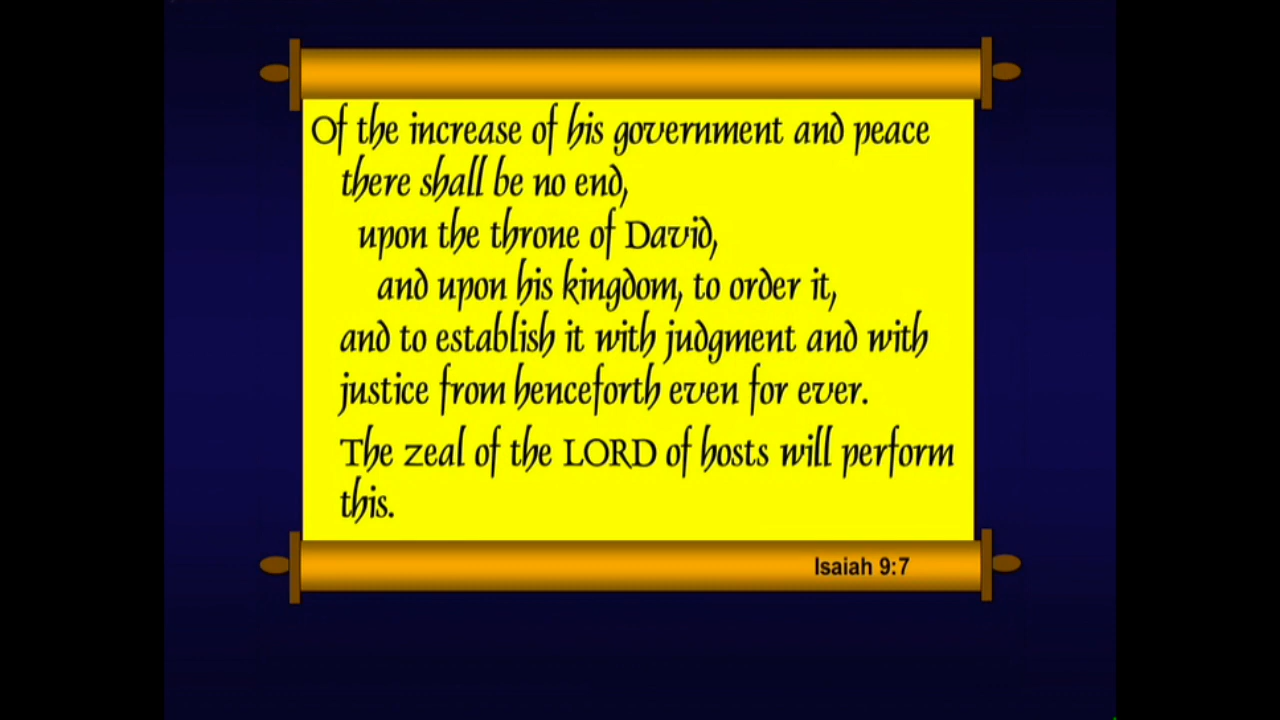 Of the increase of his government and peace
there shall be no end,
upon the throne of David,
and upon his kingdom, to order it,
and to establish it with judgment and with
justice from henceforth even for ever.
The zeal of the LORD of hosts will perform
this.
Isaiah 9:7